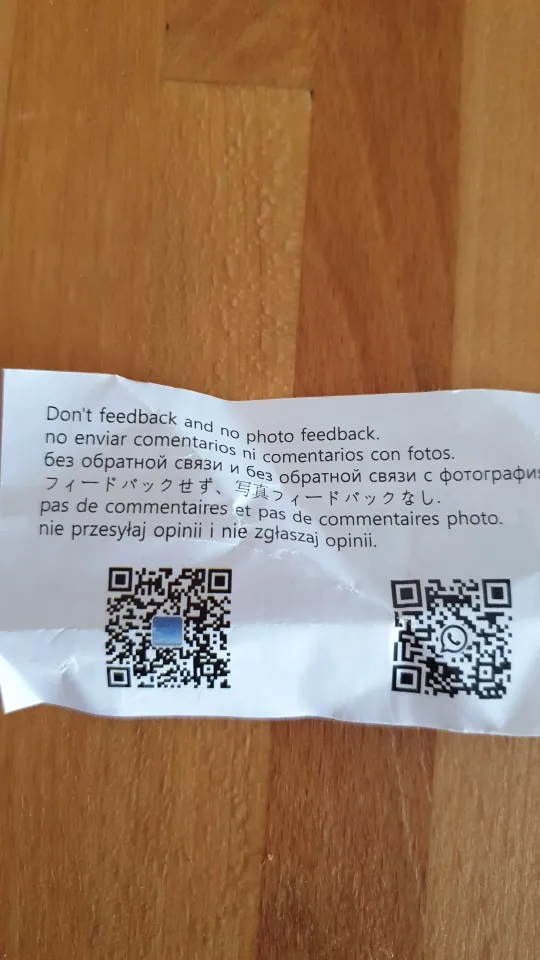 Don't feedback and no photo feedback.
no enviar comentarios ni comentarios con fotos.
без обратной связи и без обратной связи с фотографи
フィードバックせず、写真フィードバックなし.
pas de commentaires et pas de commentaires photo.
nie przesyłaj opinii i nie zgłaszaj opinii.